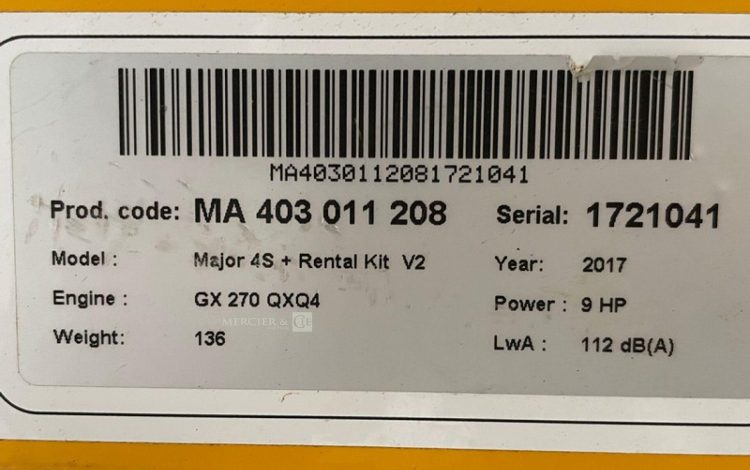 MA4030112081721041
Prod. code: MA 403 011 208 Serial: 1721041
Model : Major 4S + Rental Kit V2 Year: 2017
Engine : GX 270 QXQ4 Power : 9 HP
MERCIER &
Weight: 136 LwA : 112 dB(A)